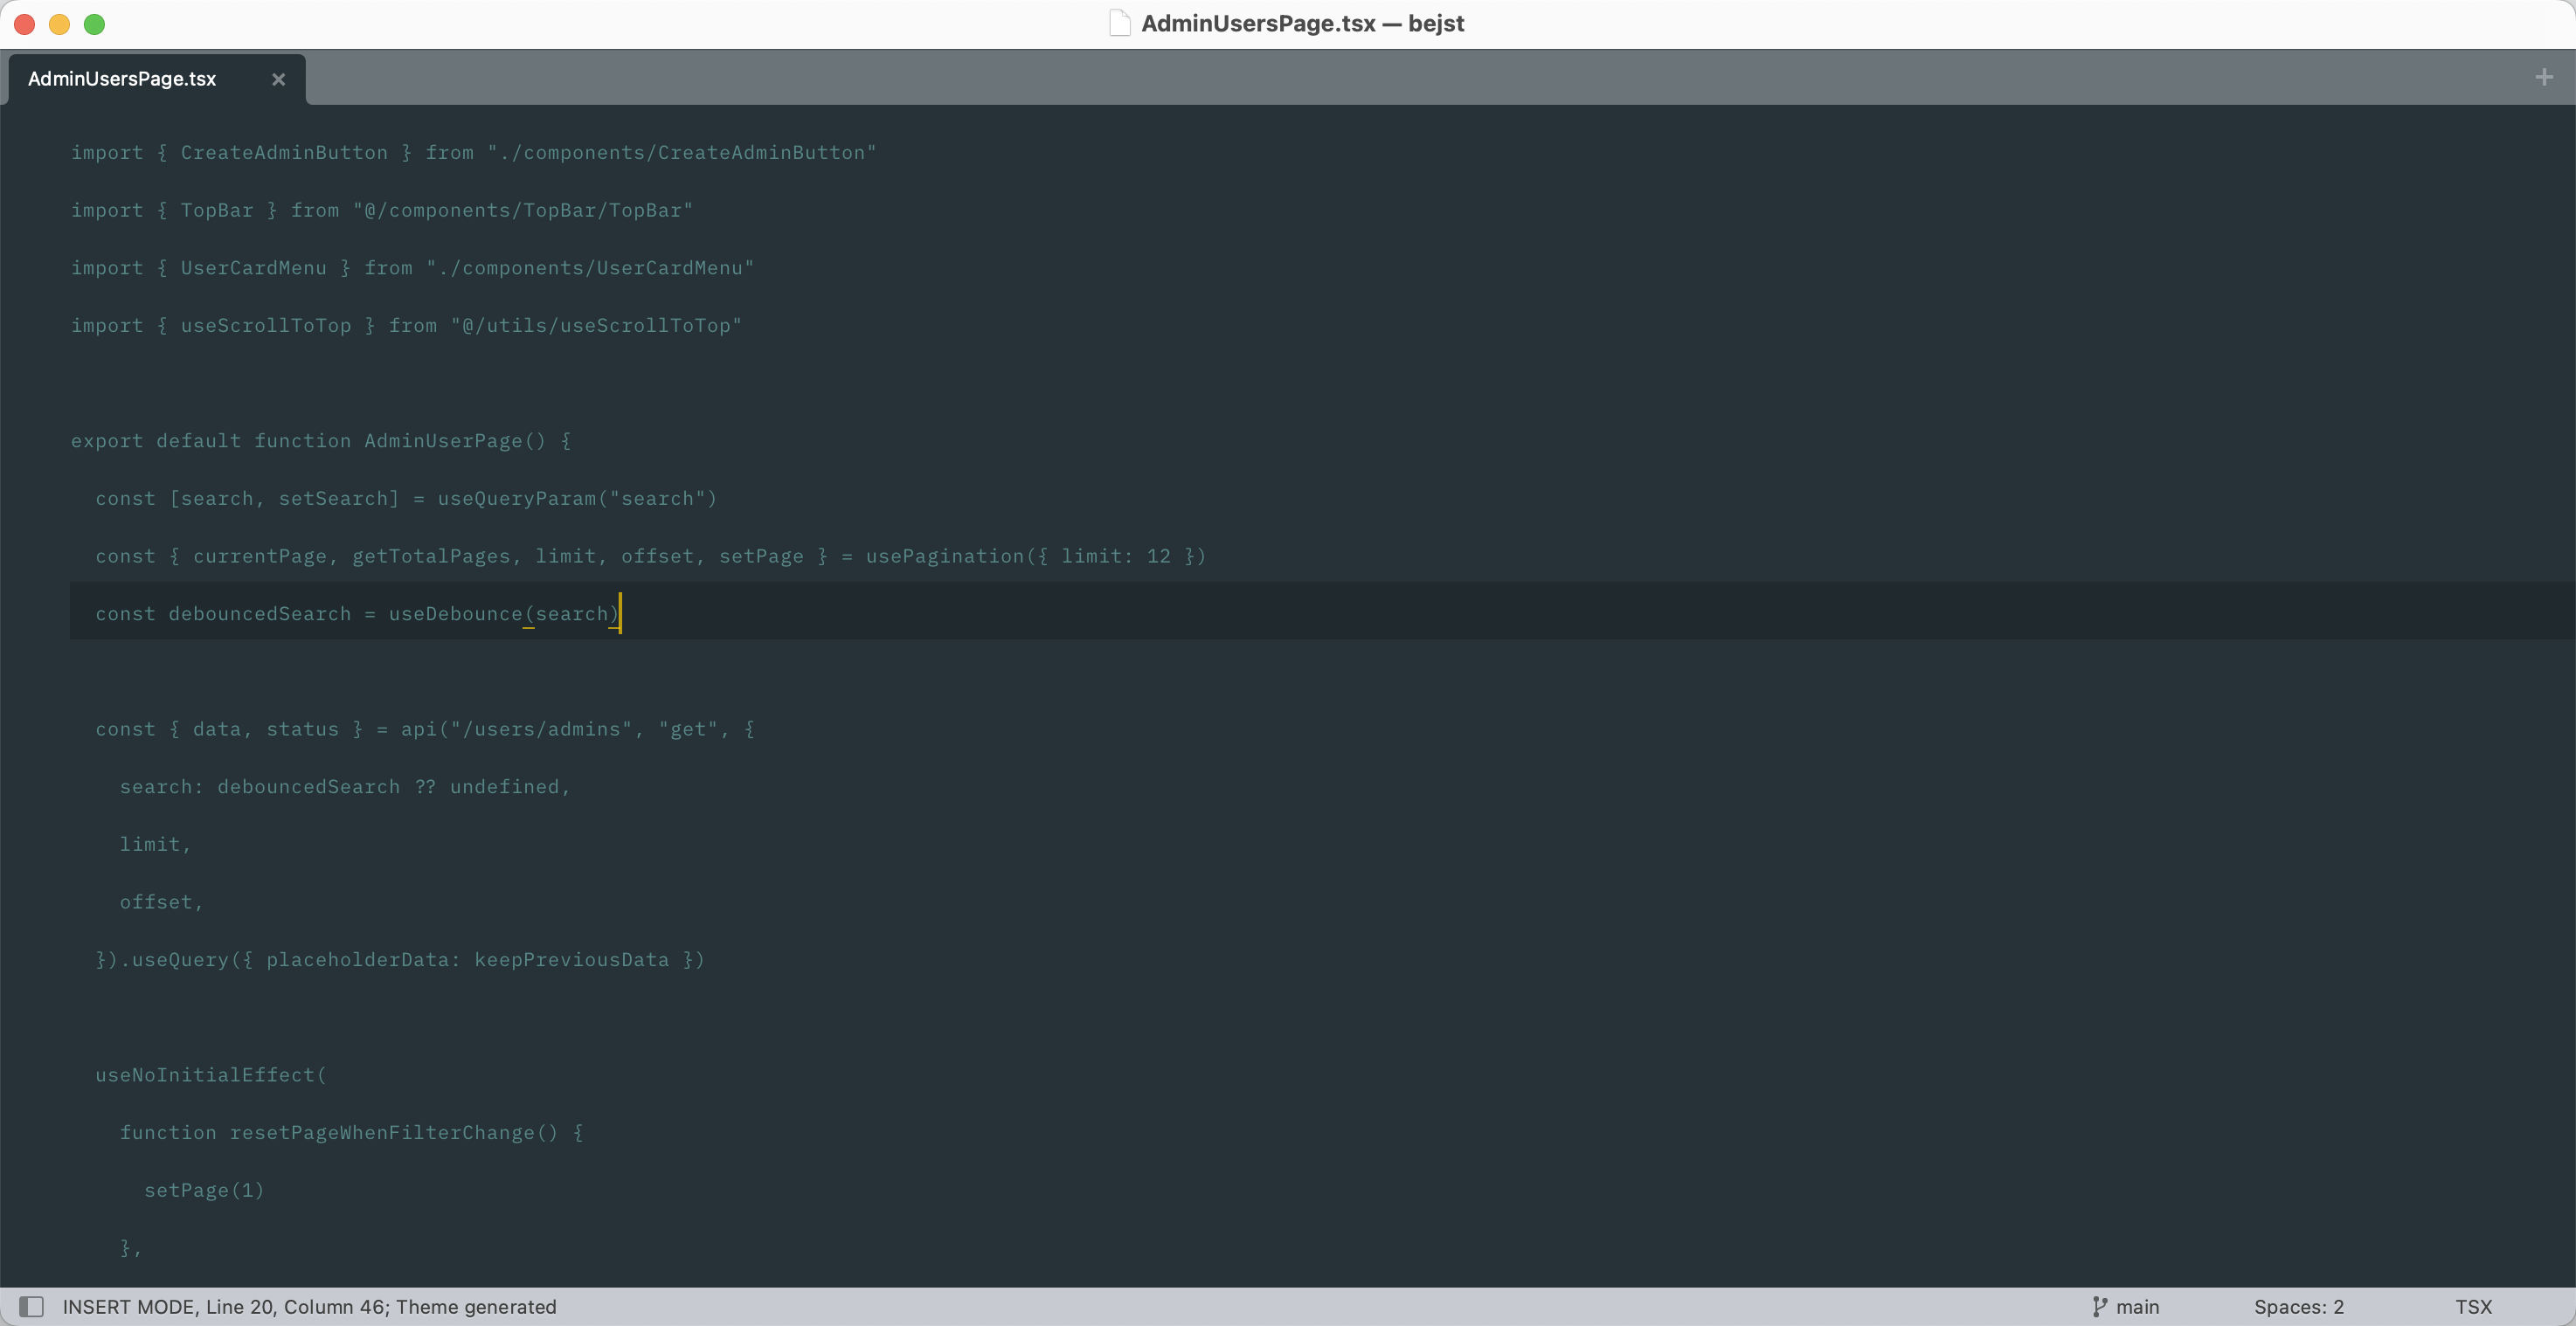 AdminUsersPage.tsx — bejst
AdminUsersPage.tsx
import { CreateAdminButton } from "./components/CreateAdminButton"
import { TopBar } from "@/components/TopBar/TopBar"
import { UserCardMenu } from "./components/UserCardMenu"
import { useScrollToTop } from "@/utils/useScrollToTop"
export default function AdminUserPage() {
const [search, setSearch] = useQueryParam("search")
const { currentPage, getTotalPages, limit, offset, setPage } = usePagination({ limit: 12 })
const debouncedSearch = useDebounce(search)
const { data, status } = api("/users/admins", "get", {
search: debouncedSearch ?? undefined,
limit,
offset,
}).useQuery({ placeholderData: keepPreviousData })
useNoInitialEffect(
function resetPageWhenFilterChange() {
setPage(1)
},
INSERT MODE, Line 20, Column 46; Theme generated
main
Spaces: 2
TSX